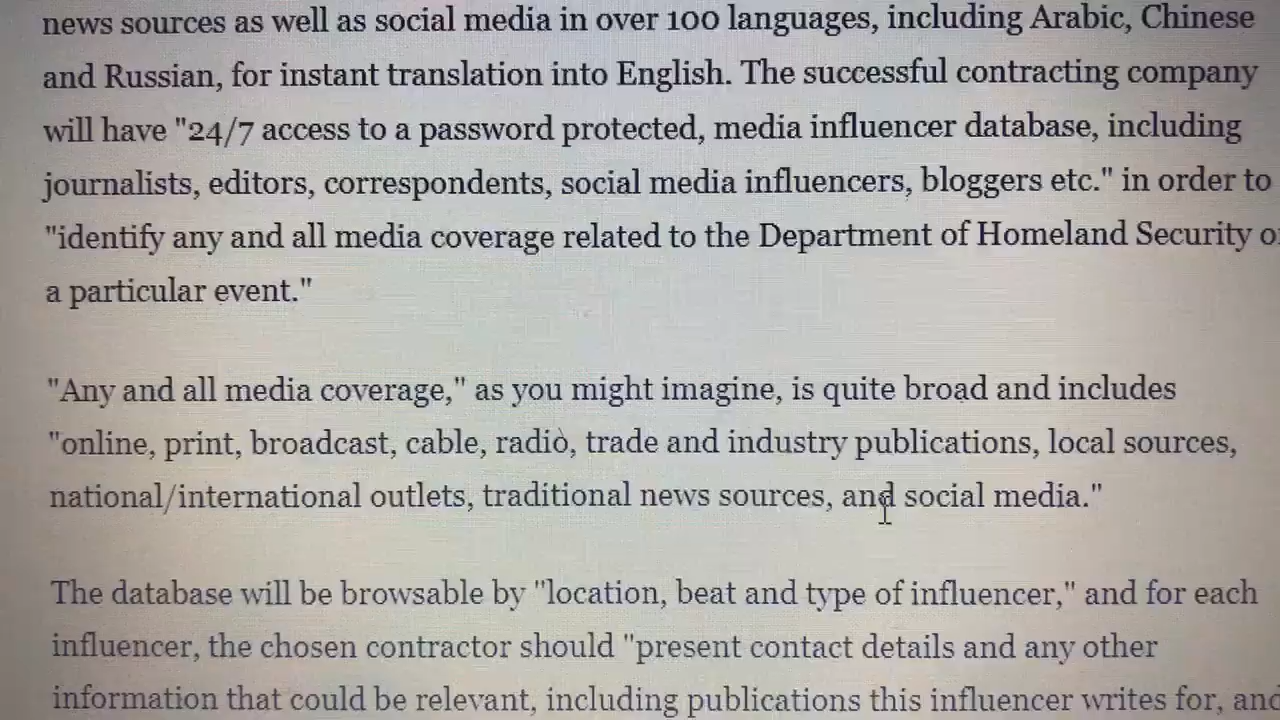 news sources as well as social media in over 100 languages, including Arabic, Chinese
and Russian, for instant translation into English. The successful contracting company
will have "24/7 access to a password protected, media influencer database, including
journalists, editors, correspondents, social media influencers, bloggers etc." in order to
"identify any and all media coverage related to the Department of Homeland Security
a particular event."
"Any and all media coverage," as you might imagine, is quite broad and includes
"online, print, broadcast, cable, radio, trade and industry publications, local sources,
national/international outlets, traditional news sources, and social media."
The database will be browsable by "location, beat and type of influencer," and for each
influencer, the chosen contractor should "present contact details and any other
information that could be relevant, including publications this influencer writes for, and